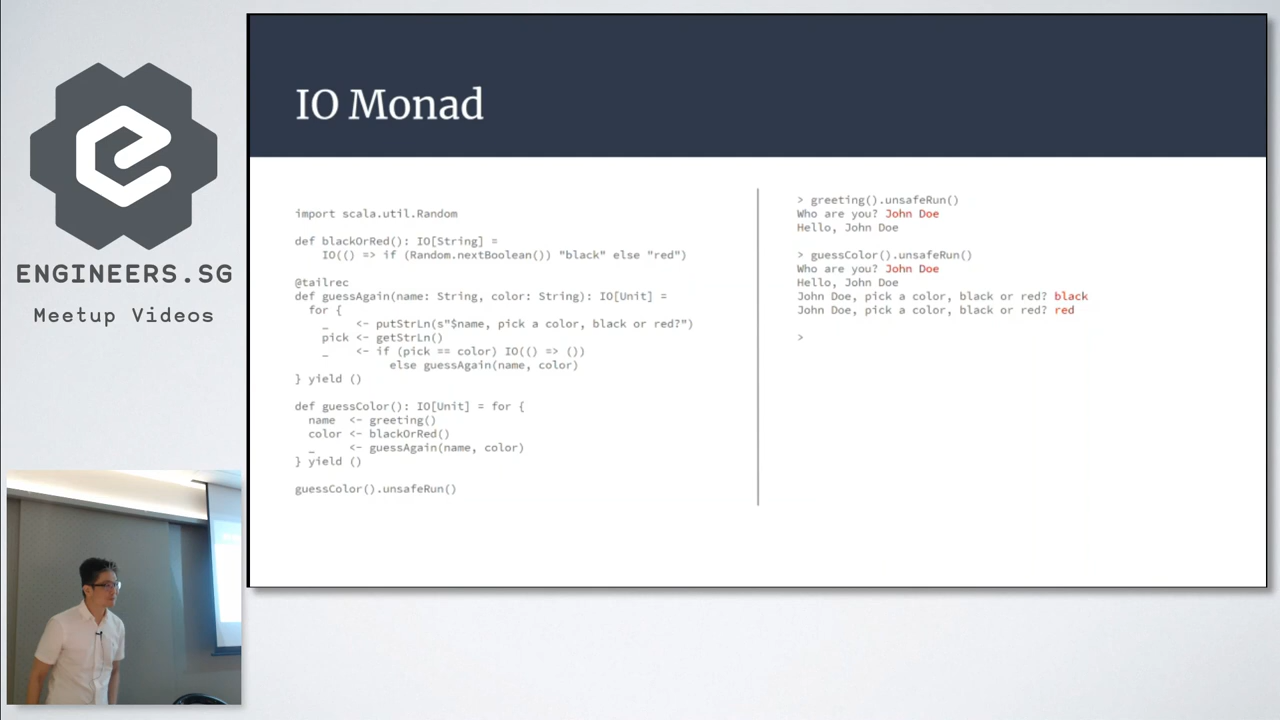 IO Monad
ENGINEERS.SG
Meetup Videos
import scala.util.Random
def blackOrRed(): IO[String] =
IO(() => if (Random.nextBoolean()) "black" else "red")
@tailrec
def guessAgain(name: String, color: String): IO[Unit] =
for {
_ <- putStrLn(s"$name, pick a color, black or red?")
pick <- getStrLn()
_ <- if (pick == color) IO(() => ())
else guessAgain(name, color)
} yield ()
def guessColor(): IO[Unit] = for {
name <- greeting()
color <- blackOrRed()
_ <- guessAgain(name, color)
} yield ()
guessColor().unsafeRun()
> greeting().unsafeRun()
Who are you? John Doe
Hello, John Doe
> guessColor().unsafeRun()
Who are you? John Doe
Hello, John Doe
John Doe, pick a color, black or red? black
John Doe, pick a color, black or red? red
>